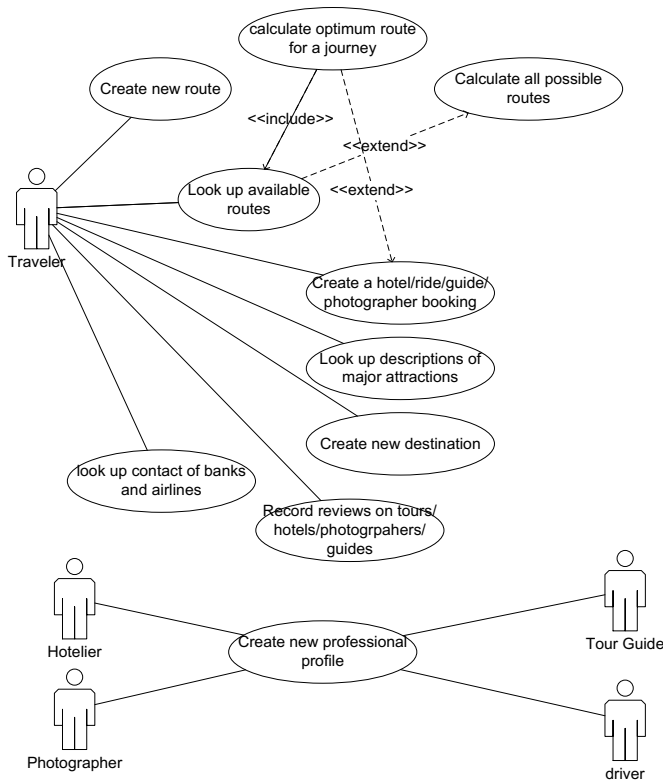 calculate optimum route
for a journey
Create new route
Calculate all possible
routes
<<include>>
<<extend>>
Look up available
routes
<<extend>>
Traveler
Create a hotel/ride/guide/
photographer booking
Look up descriptions of
major attractions
Create new destination
look up contact of banks
and airlines
Record reviews on tours/
hotels/photogrpahers/
guides
Hotelier
Create new professional
profile
Tour Guide
Photographer
driver